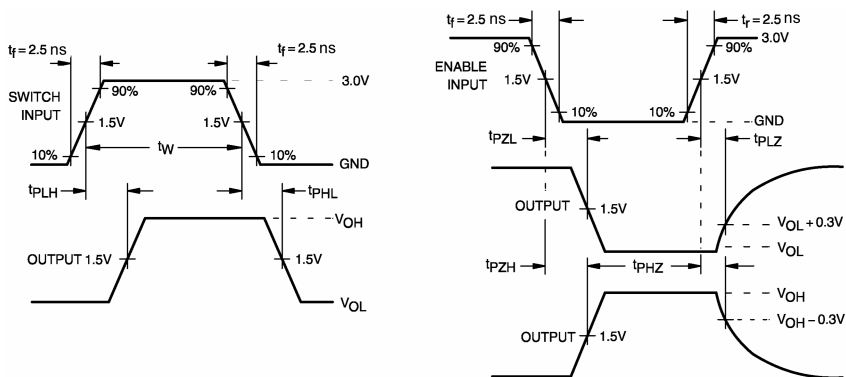 tf = 2.5 ns
tf = 2.5 ns
90%
90%
3.0V
SWITCH
INPUT
1.5V
1.5V
tW
10%
10%
GND
tPLH
tPHL
VOH
OUTPUT 1.5V
1.5V
VOL
tf = 2.5 ns
tr = 2.5 ns
3.0V
90%
90%
ENABLE
INPUT
1.5V
1.5V
10%
10%
GND
tPZL
tPLZ
OUTPUT
1.5V
VOL + 0.3V
VOL
tPZH
tPHZ
VOH
VOH – 0.3V
OUTPUT
1.5V